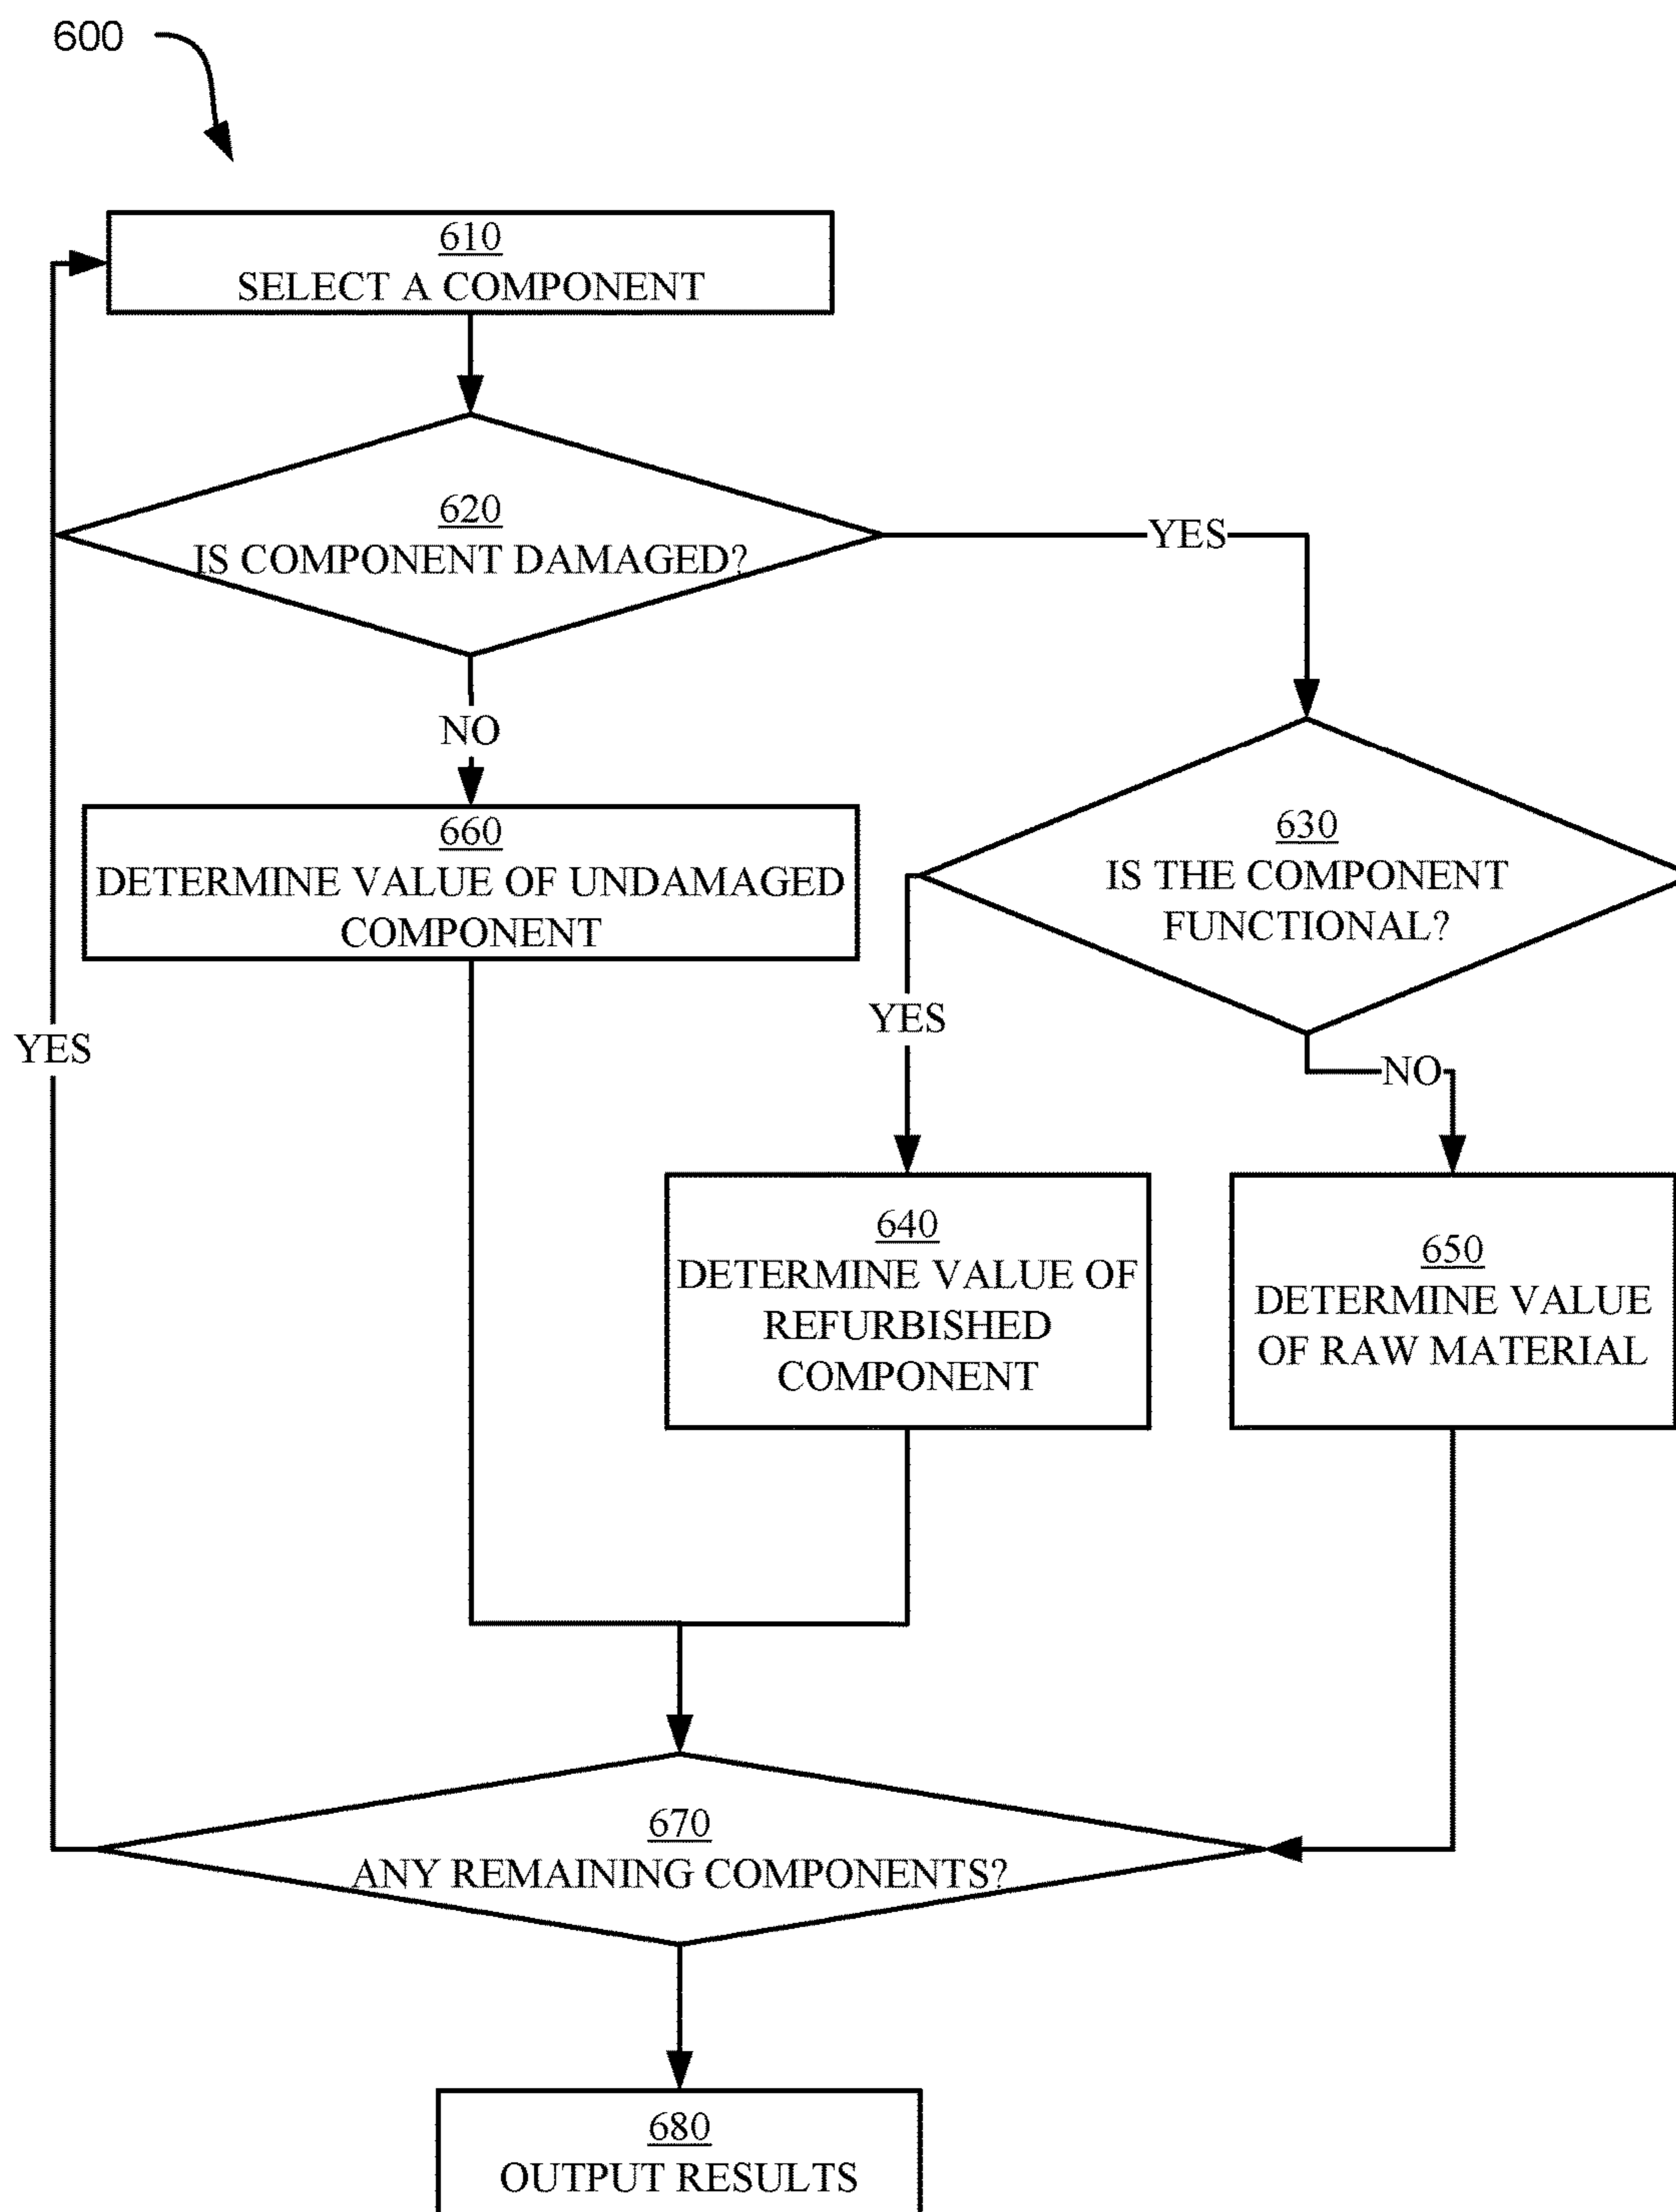 600
610
SELECT A COMPONENT
620
IS COMPONENT DAMAGED?
YES
NO
660
DETERMINE VALUE OF UNDAMAGED
COMPONENT
630
IS THE COMPONENT
FUNCTIONAL?
YES
YES
NO
640
DETERMINE VALUE OF
REFURBISHED
COMPONENT
650
DETERMINE VALUE
OF RAW MATERIAL
670
ANY REMAINING COMPONENTS?
680
OUTPUT RESULTS